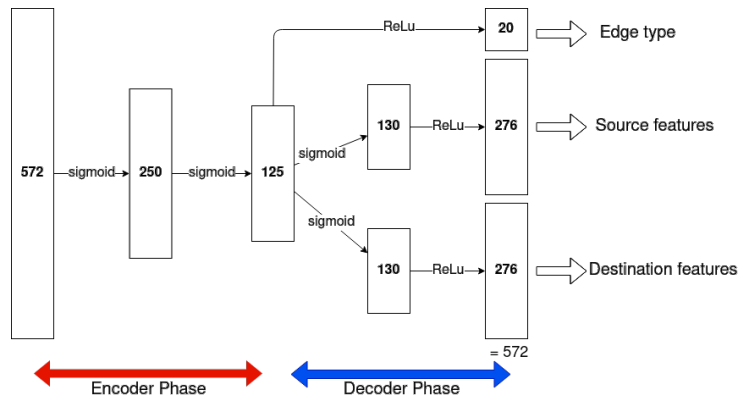 ReLu
20
Edge type
130
276
Source features
sigmoid
ReLu
572
sigmoid
250
sigmoid
125
sigmoid
130
ReLu
276
Destination features
= 572
Encoder Phase
Decoder Phase